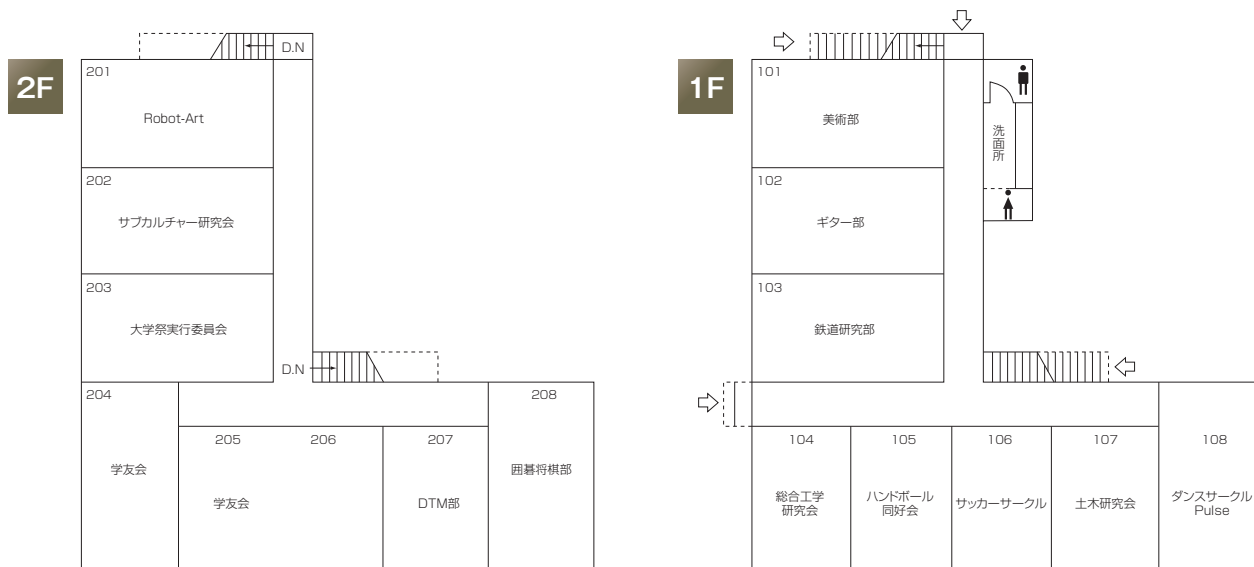 2F
D.N
201
Robot-Art
202
サブカルチャー研究会
203
大学祭実行委員会
D.N
204
学友会
205
206
学友会
207
DTM部
208
囲碁将棋部
1F
101
美術部
洗面所
102
ギター部
103
鉄道研究部
104
総合工学
研究会
105
ハンドボール
同好会
106
サッカーサークル
107
土木研究会
108
ダンスサークル
Pulse